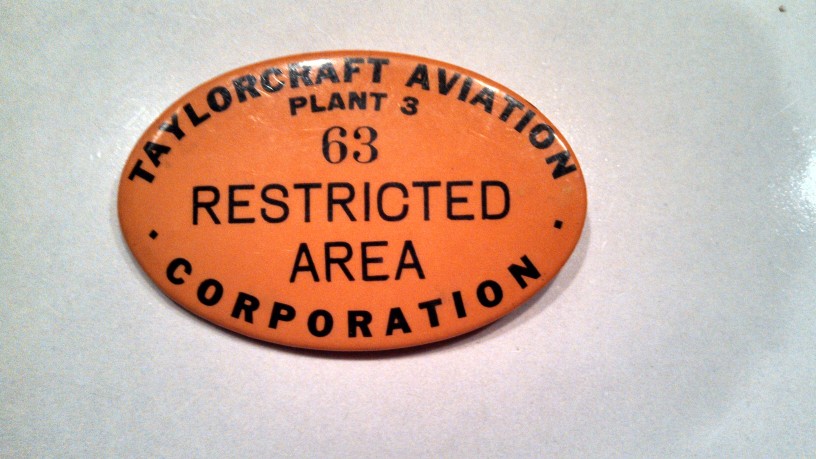 TAYLORCRAFT AVIATION
PLANT 3
63
RESTRICTED
AREA
· CORPORATION ·